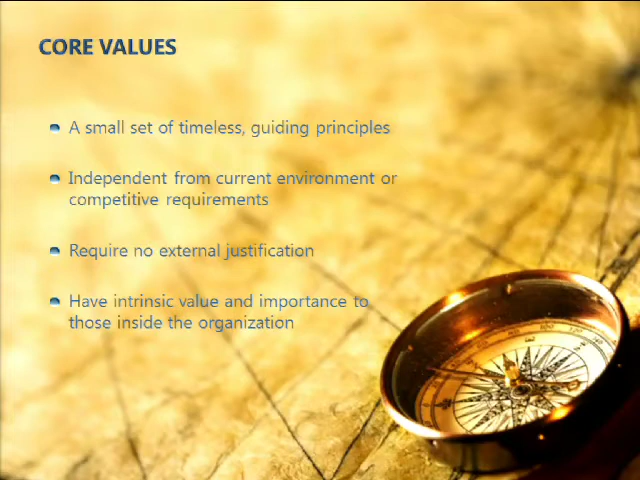 CORE VALUES
A small set of timeless, guiding principles
Independent from current environment or
competitive requirements
Require no external justification
Have intrinsic value and importance to
those inside the organization